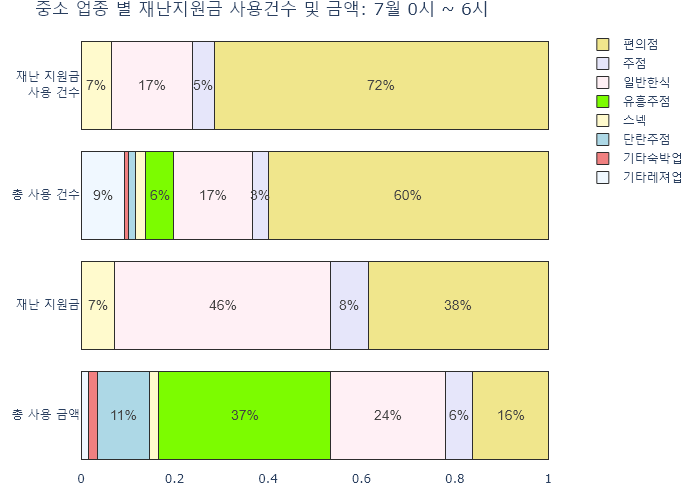 중소 업종 별 재난지원금 사용건수 및 금액: 7월 0시 ~ 6시
재난 지원금
사용 건수
7%
17%
5%
72%
총 사용 건수
9%
6%
17%
3%
60%
재난 지원금
7%
46%
8%
38%
총 사용 금액
11%
37%
24%
6%
16%
0
0.2
0.4
0.6
0.8
1
편의점
주점
일반한식
유흥주점
스넥
단란주점
기타숙박업
기타레져업